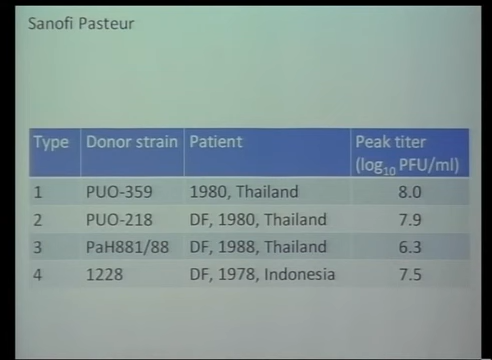 Sanofi Pasteur
Type Donor strain Patient Peak titer
(log10 PFU/ml)
1 PUO-359 1980, Thailand 8.0
2 PUO-218 DF, 1980, Thailand 7.9
3 PaH881/88 DF, 1988, Thailand 6.3
4 1228 DF, 1978, Indonesia 7.5